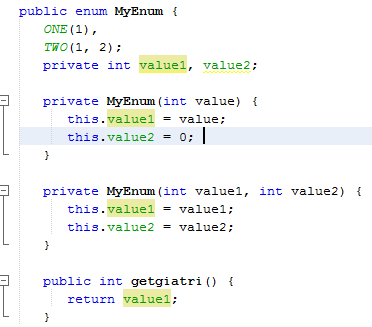 public enum MyEnum {
ONE(1),
TWO(1, 2);
private int value1, value2;
private MyEnum(int value) {
this.value1 = value;
this.value2 = 0;
}
private MyEnum(int value1, int value2) {
this.value1 = value1;
this.value2 = value2;
}
public int getgiatri() {
return value1;
}